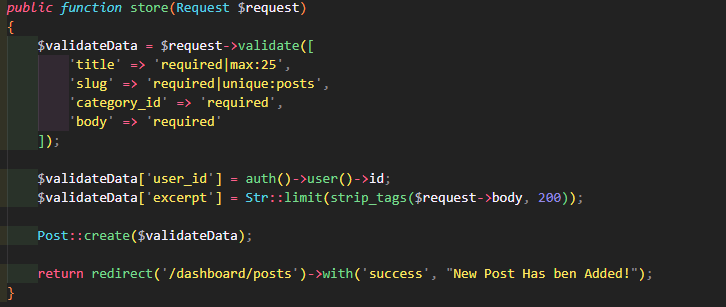 public function store(Request $request)
{
    $validateData = $request->validate([
        'title' => 'required|max:25',
        'slug' => 'required|unique:posts',
        'category_id' => 'required',
        'body' => 'required'
    ]);

    $validateData['user_id'] = auth()->user()->id;
    $validateData['excerpt'] = Str::limit(strip_tags($request->body, 200));

    Post::create($validateData);

    return redirect('/dashboard/posts')->with('success', "New Post Has ben Added!");
}